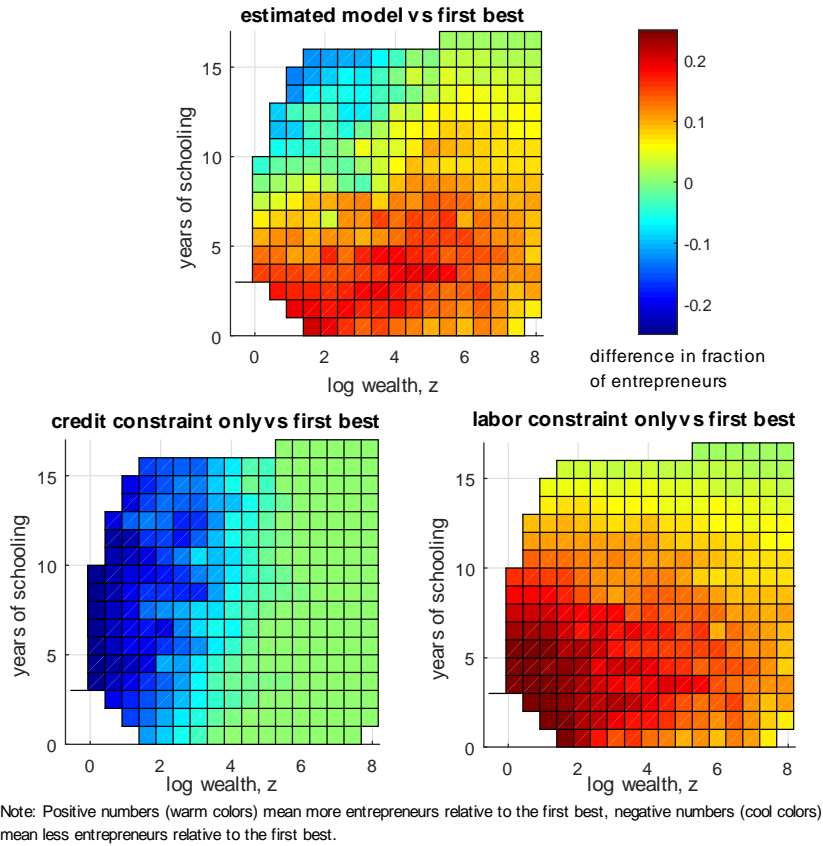 estimated model vs first best
15
10
5
0
years of schooling
0 2 4 6 8
log wealth, z
0.2
0.1
0
-0.1
-0.2
difference in fraction
of entrepreneurs
credit constraint only vs first best
15
10
5
0
years of schooling
0 2 4 6 8
log wealth, z
labor constraint only vs first best
15
10
5
0
years of schooling
0 2 4 6 8
log wealth, z
Note: Positive numbers (warm colors) mean more entrepreneurs relative to the first best, negative numbers (cool colors)
mean less entrepreneurs relative to the first best.